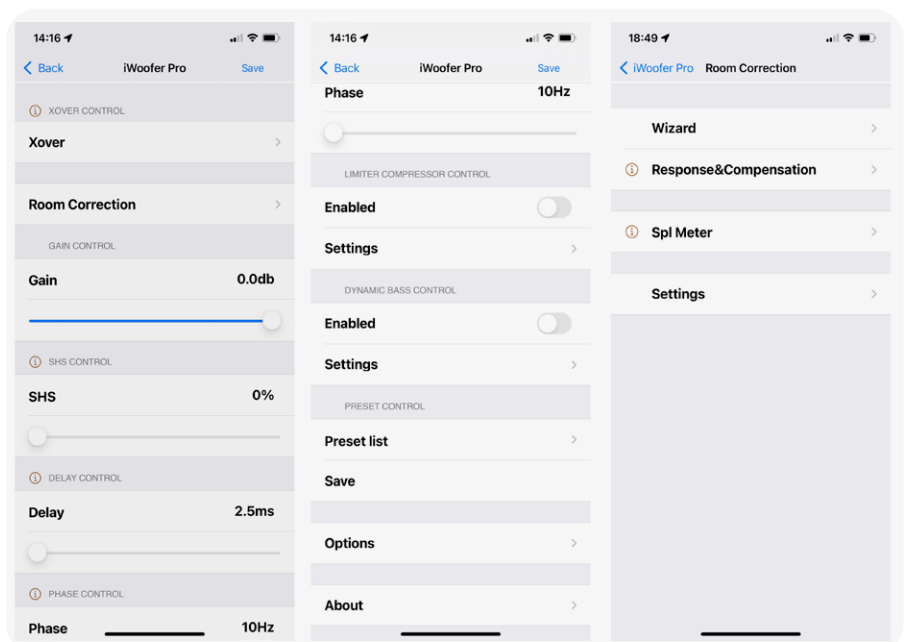 14:16
Back iWoofer Pro Save
XOVER CONTROL
Xover
Room Correction
GAIN CONTROL
Gain 0.0db
SHS CONTROL
SHS 0%
DELAY CONTROL
Delay 2.5ms
PHASE CONTROL
Phase 10Hz
14:16
Back iWoofer Pro Save
Phase 10Hz
LIMITER COMPRESSOR CONTROL
Enabled
Settings
DYNAMIC BASS CONTROL
Enabled
Settings
PRESET CONTROL
Preset list
Save
Options
About
18:49
iWoofer Pro Room Correction
Wizard
Response&Compensation
Spl Meter
Settings